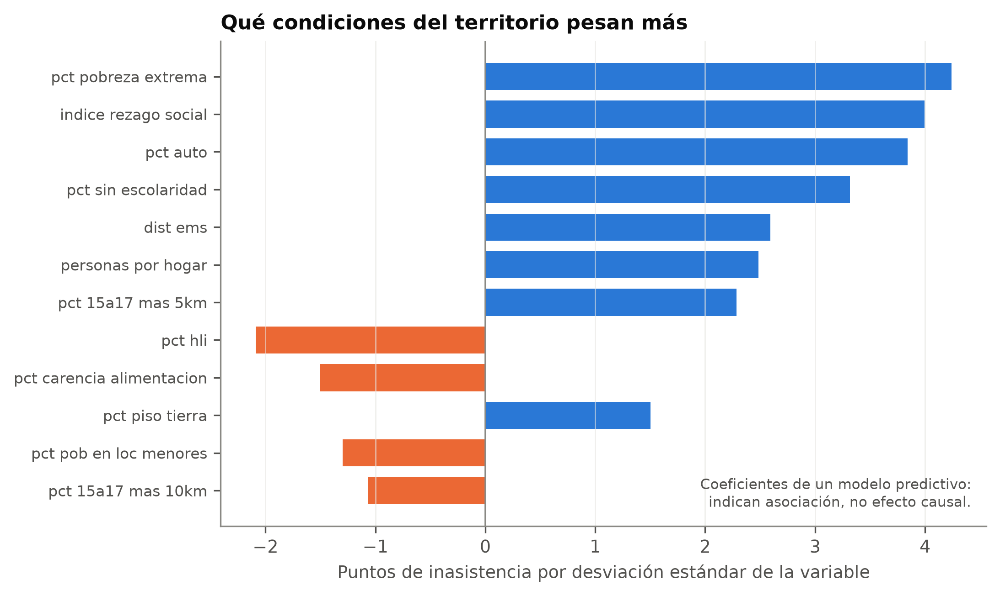 Qué condiciones del territorio pesan más
pct pobreza extrema
indice rezago social
pct auto
pct sin escolaridad
dist ems
personas por hogar
pct 15a17 mas 5km
pct hli
pct carencia alimentacion
pct piso tierra
pct pob en loc menores
pct 15a17 mas 10km
Coeficientes de un modelo predictivo:
indican asociación, no efecto causal.
−2 −1 0 1 2 3 4
Puntos de inasistencia por desviación estándar de la variable